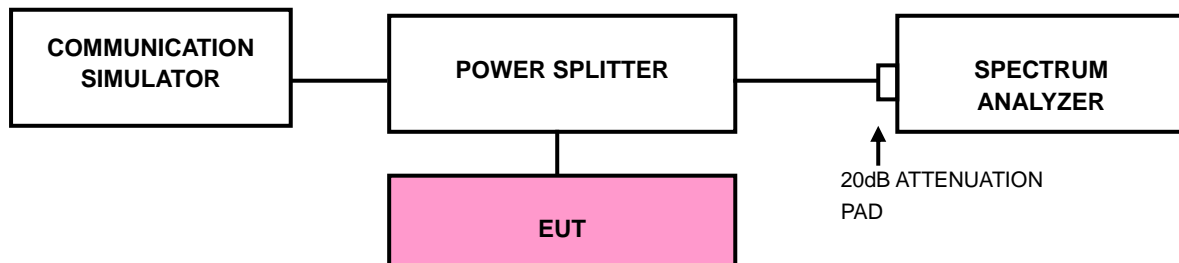 COMMUNICATION
SIMULATOR
POWER SPLITTER
SPECTRUM
ANALYZER
20dB ATTENUATION
PAD
EUT